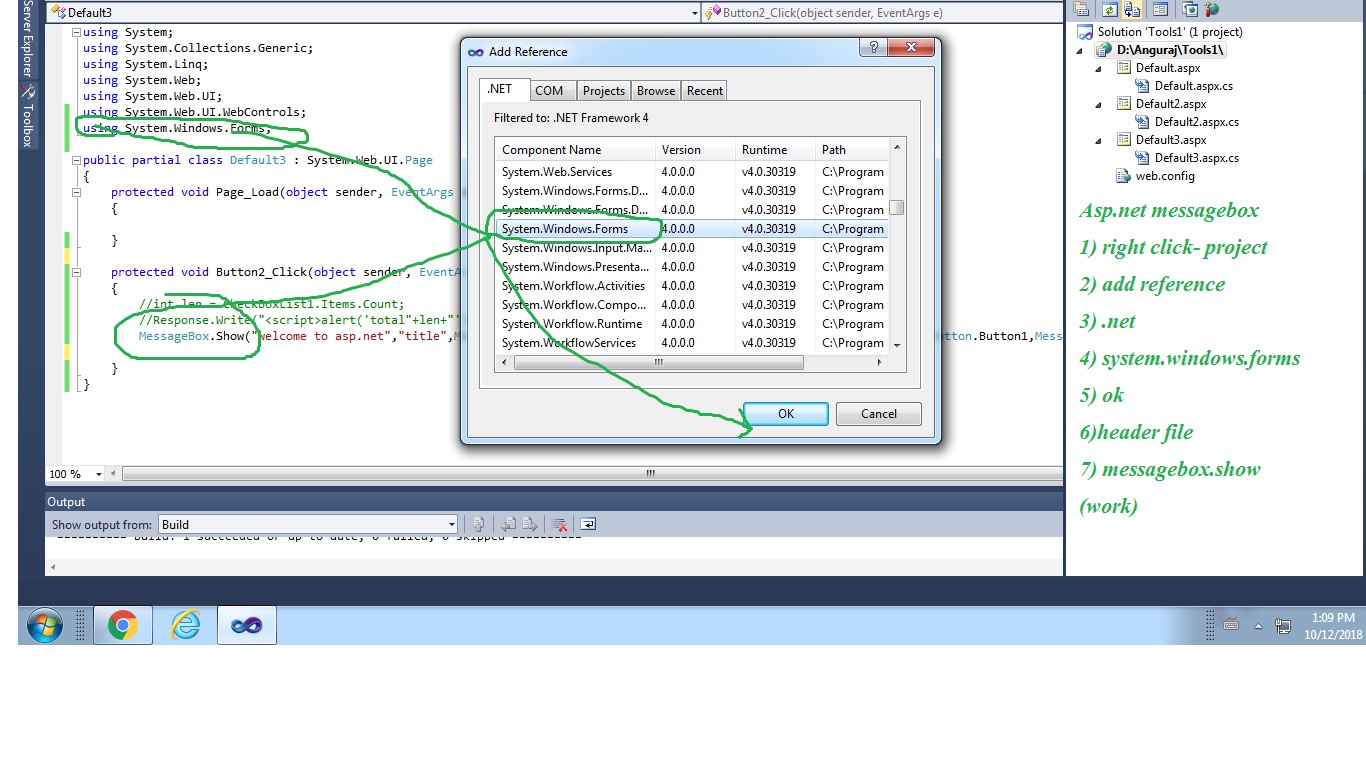 Server Explorer
Toolbox
Default3
Button2_Click(object sender, EventArgs e)
using System;
using System.Collections.Generic;
using System.Linq;
using System.Web;
using System.Web.UI;
using System.Web.UI.WebControls;
using System.Windows.Forms;
public partial class Default3 : System.Web.UI.Page
{
protected void Page_Load(object sender, EventArgs
{
}
protected void Button2_Click(object sender, EventA
{
//int len = CheckBoxList1.Items.Count;
//Response.Write("<script>alert('total"+len+"'
MessageBox.Show("welcome to asp.net","title",M
tton.Button1,Mess
}
}
Add Reference
.NET
COM
Projects
Browse
Recent
Filtered to: .NET Framework 4
Component Name Version Runtime Path
System.Web.Services 4.0.0.0 v4.0.30319 C:\Program
System.Windows.Forms.D... 4.0.0.0 v4.0.30319 C:\Program
System.Windows.Forms.D... 4.0.0.0 v4.0.30319 C:\Program
System.Windows.Forms 4.0.0.0 v4.0.30319 C:\Program
System.Windows.Input.Ma... 4.0.0.0 v4.0.30319 C:\Program
System.Windows.Presenta... 4.0.0.0 v4.0.30319 C:\Program
System.Workflow.Activities 4.0.0.0 v4.0.30319 C:\Program
System.Workflow.Compo... 4.0.0.0 v4.0.30319 C:\Program
System.Workflow.Runtime 4.0.0.0 v4.0.30319 C:\Program
System.WorkflowServices 4.0.0.0 v4.0.30319 C:\Program
OK
Cancel
100 %
Output
Show output from: Build
========== Build: 1 succeeded or up-to-date, 0 failed, 0 skipped ==========
Solution 'Tools1' (1 project)
D:\Anguraj\Tools1\
Default.aspx
Default.aspx.cs
Default2.aspx
Default2.aspx.cs
Default3.aspx
Default3.aspx.cs
web.config
Asp.net messagebox
1) right click- project
2) add reference
3) .net
4) system.windows.forms
5) ok
6)header file
7) messagebox.show
(work)
1:09 PM
10/12/2018